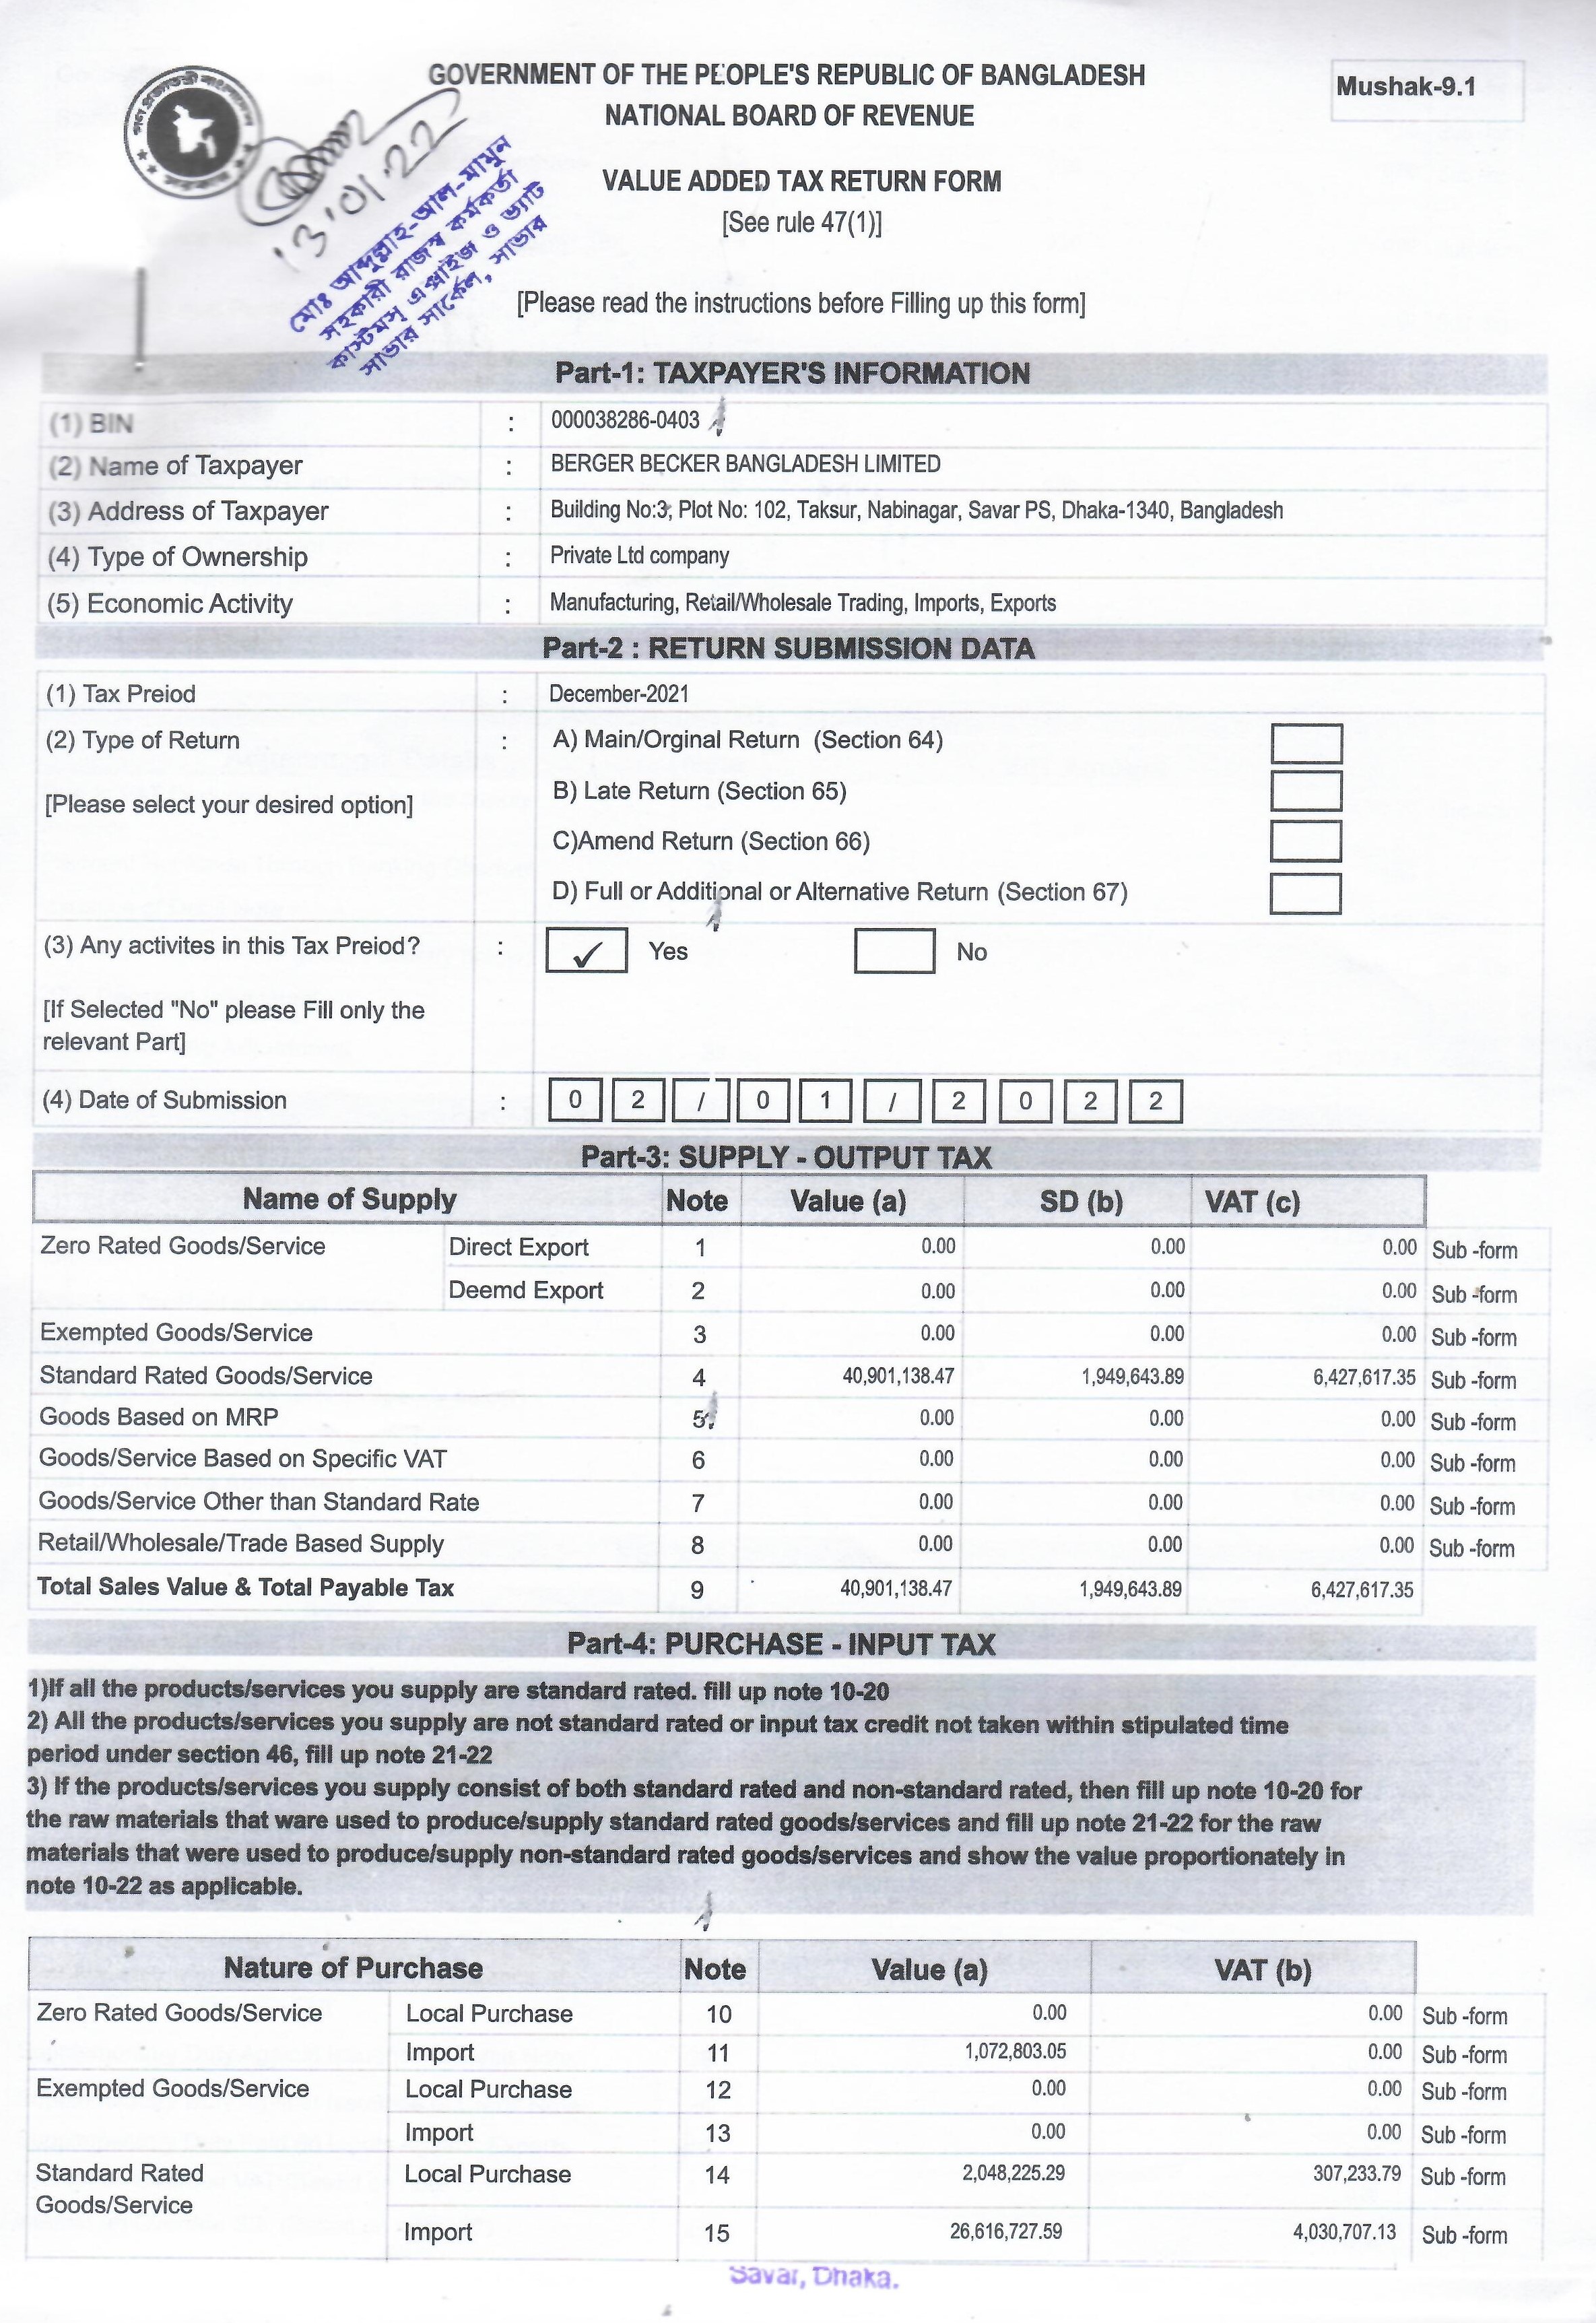 GOVERNMENT OF THE PEOPLE'S REPUBLIC OF BANGLADESH
NATIONAL BOARD OF REVENUE
Mushak-9.1
VALUE ADDED TAX RETURN FORM
[See rule 47(1)]
13.01.22
মোঃ আব্দুল্লাহ-আল-মামুন
সহকারী রাজস্ব কর্মকর্তা
কাস্টমস্ এক্সাইজ ও ভ্যাট
সাভার সার্কেল, সাভার
[Please read the instructions before Filling up this form]
Part-1: TAXPAYER'S INFORMATION
(1) BIN : 000038286-0403
(2) Name of Taxpayer : BERGER BECKER BANGLADESH LIMITED
(3) Address of Taxpayer : Building No:3, Plot No: 102, Taksur, Nabinagar, Savar PS, Dhaka-1340, Bangladesh
(4) Type of Ownership : Private Ltd company
(5) Economic Activity : Manufacturing, Retail/Wholesale Trading, Imports, Exports
Part-2 : RETURN SUBMISSION DATA
(1) Tax Preiod : December-2021
(2) Type of Return : A) Main/Orginal Return (Section 64)
[Please select your desired option] B) Late Return (Section 65)
C)Amend Return (Section 66)
D) Full or Additional or Alternative Return (Section 67)
(3) Any activites in this Tax Preiod? : ✓ Yes No
[If Selected "No" please Fill only the
relevant Part]
(4) Date of Submission : 0 2 / 0 1 / 2 0 2 2
Part-3: SUPPLY - OUTPUT TAX
Name of Supply Note Value (a) SD (b) VAT (c)
Zero Rated Goods/Service Direct Export 1 0.00 0.00 0.00 Sub -form
Deemd Export 2 0.00 0.00 0.00 Sub -form
Exempted Goods/Service 3 0.00 0.00 0.00 Sub -form
Standard Rated Goods/Service 4 40,901,138.47 1,949,643.89 6,427,617.35 Sub -form
Goods Based on MRP 5 0.00 0.00 0.00 Sub -form
Goods/Service Based on Specific VAT 6 0.00 0.00 0.00 Sub -form
Goods/Service Other than Standard Rate 7 0.00 0.00 0.00 Sub -form
Retail/Wholesale/Trade Based Supply 8 0.00 0.00 0.00 Sub -form
Total Sales Value & Total Payable Tax 9 40,901,138.47 1,949,643.89 6,427,617.35
Part-4: PURCHASE - INPUT TAX
1)If all the products/services you supply are standard rated. fill up note 10-20
2) All the products/services you supply are not standard rated or input tax credit not taken within stipulated time
period under section 46, fill up note 21-22
3) If the products/services you supply consist of both standard rated and non-standard rated, then fill up note 10-20 for
the raw materials that ware used to produce/supply standard rated goods/services and fill up note 21-22 for the raw
materials that were used to produce/supply non-standard rated goods/services and show the value proportionately in
note 10-22 as applicable.
Nature of Purchase Note Value (a) VAT (b)
Zero Rated Goods/Service Local Purchase 10 0.00 0.00 Sub -form
Import 11 1,072,803.05 0.00 Sub -form
Exempted Goods/Service Local Purchase 12 0.00 0.00 Sub -form
Import 13 0.00 0.00 Sub -form
Standard Rated Local Purchase 14 2,048,225.29 307,233.79 Sub -form
Goods/Service
Import 15 26,616,727.59 4,030,707.13 Sub -form
Savar, Dhaka.